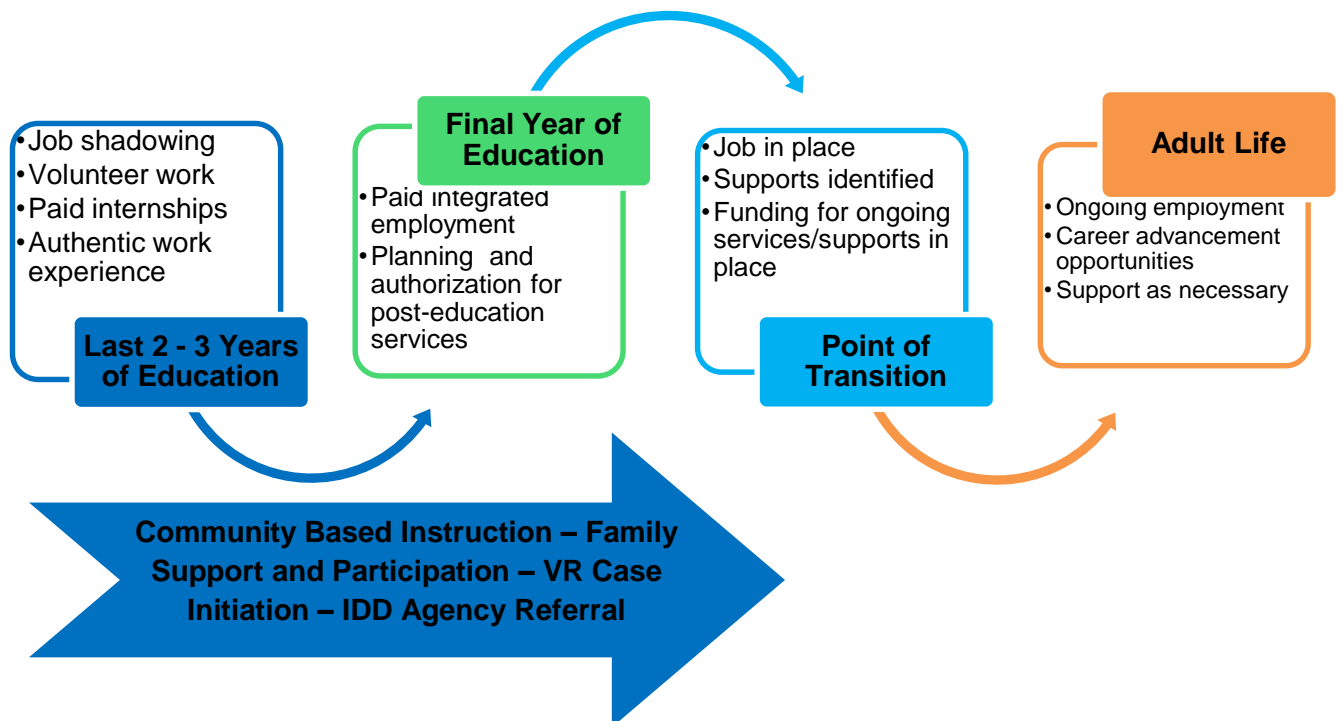 •Job shadowing
•Volunteer work
•Paid internships
•Authentic work
experience
Last 2 - 3 Years
of Education
Final Year of
Education
•Paid integrated
employment
•Planning and
authorization for
post-education
services
•Job in place
•Supports identified
•Funding for ongoing
services/supports in
place
Point of
Transition
Adult Life
•Ongoing employment
•Career advancement
opportunities
•Support as necessary
Community Based Instruction – Family
Support and Participation – VR Case
Initiation – IDD Agency Referral